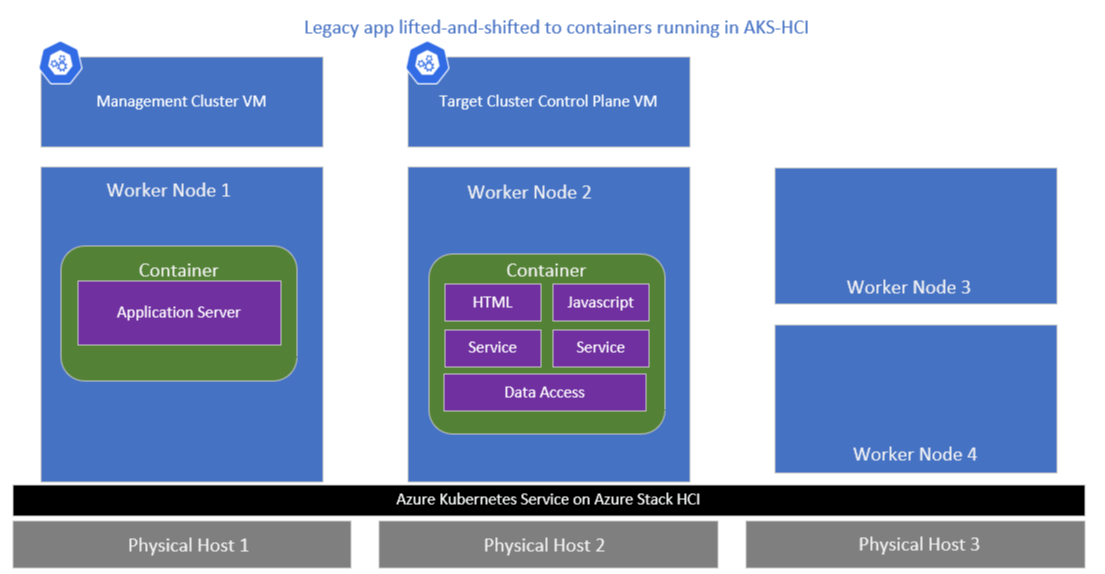 Legacy app lifted-and-shifted to containers running in AKS-HCI
Management Cluster VM
Target Cluster Control Plane VM
Worker Node 1
Container
Application Server
Worker Node 2
Container
HTML
Javascript
Service
Service
Data Access
Worker Node 3
Worker Node 4
Azure Kubernetes Service on Azure Stack HCI
Physical Host 1
Physical Host 2
Physical Host 3